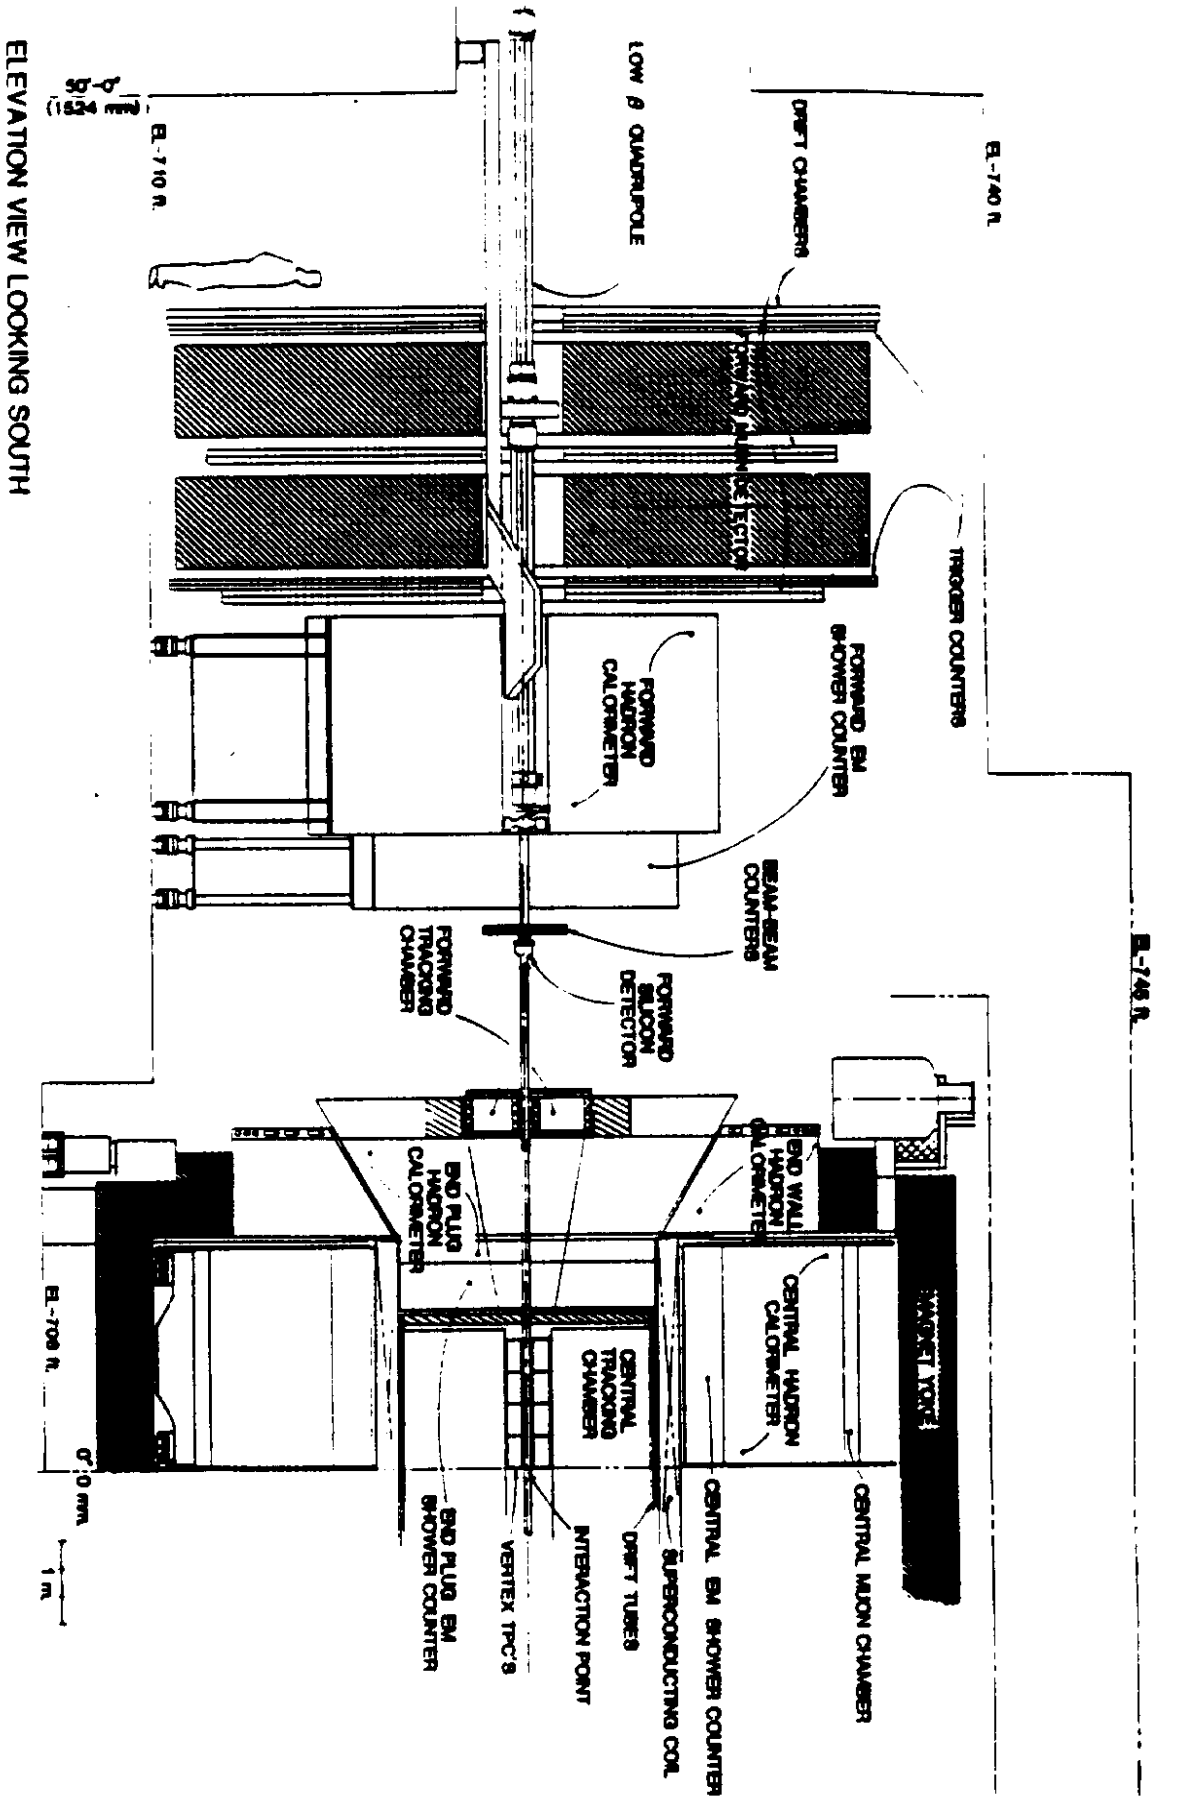 EL-746 ft.
EL-740 ft.
TRIGGER COUNTERS
DRIFT CHAMBERS
FORWARD EM
SHOWER COUNTER
LOW β QUADRUPOLE
FORWARD MUON DETECTOR
FORWARD
HADRON
CALORIMETER
BEAM-BEAM
COUNTERS
FORWARD
SILICON
DETECTOR
FORWARD
TRACKING
CHAMBER
MAGNET YOKE
END WALL
HADRON
CALORIMETER
CENTRAL HADRON
CALORIMETER
CENTRAL MUON CHAMBER
CENTRAL EM SHOWER COUNTER
SUPERCONDUCTING COIL
DRIFT TUBES
CENTRAL
TRACKING
CHAMBER
INTERACTION POINT
VERTEX TPC'S
END PLUG
HADRON
CALORIMETER
END PLUG EM
SHOWER COUNTER
EL-710 ft.
50'-0"
(1524 mm)
EL-706 ft.
0" 0 mm
1 m
ELEVATION VIEW LOOKING SOUTH